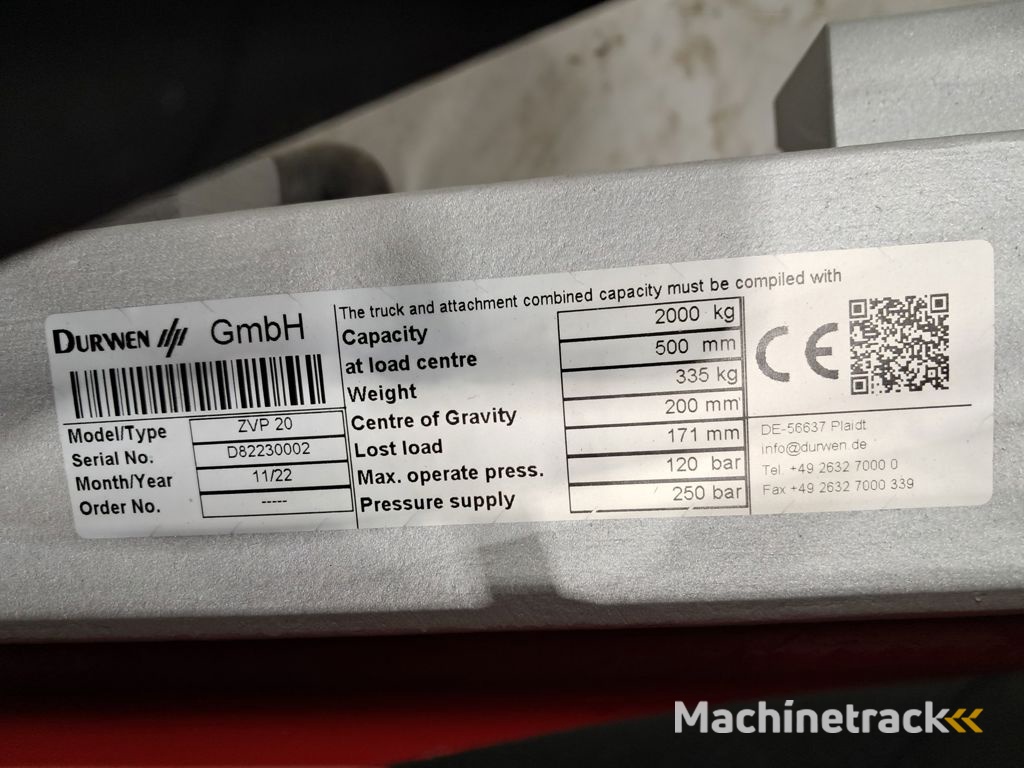 DURWEN GmbH
Model/Type ZVP 20
Serial No. D82230002
Month/Year 11/22
Order No. -----
The truck and attachment combined capacity must be compiled with
Capacity 2000 kg
at load centre 500 mm
Weight 335 kg
Centre of Gravity 200 mm
Lost load 171 mm
Max. operate press. 120 bar
Pressure supply 250 bar
CE
DE-56637 Plaidt
info@durwen.de
Tel. +49 2632 7000 0
Fax +49 2632 7000 339
Machinetrack